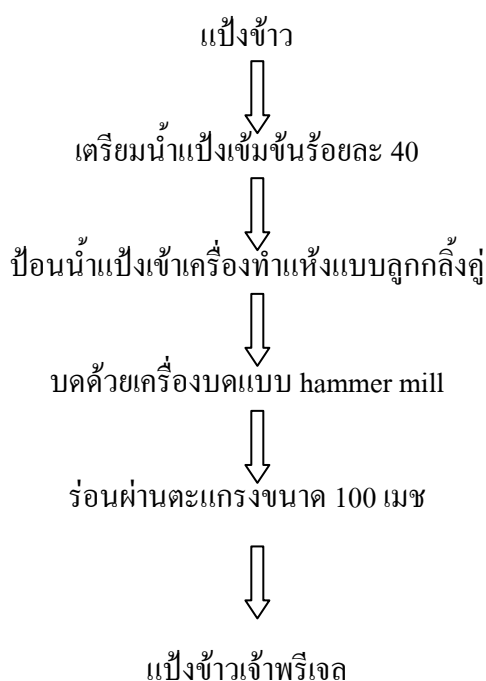 แป้งข้าว
เตรียมน้ำแป้งเข้มข้นร้อยละ 40
ป้อนน้ำแป้งเข้าเครื่องทำแห้งแบบลูกกลิ้งคู่
บดด้วยเครื่องบดแบบ hammer mill
ร่อนผ่านตะแกรงขนาด 100 เมช
แป้งข้าวเจ้าพรีเจล